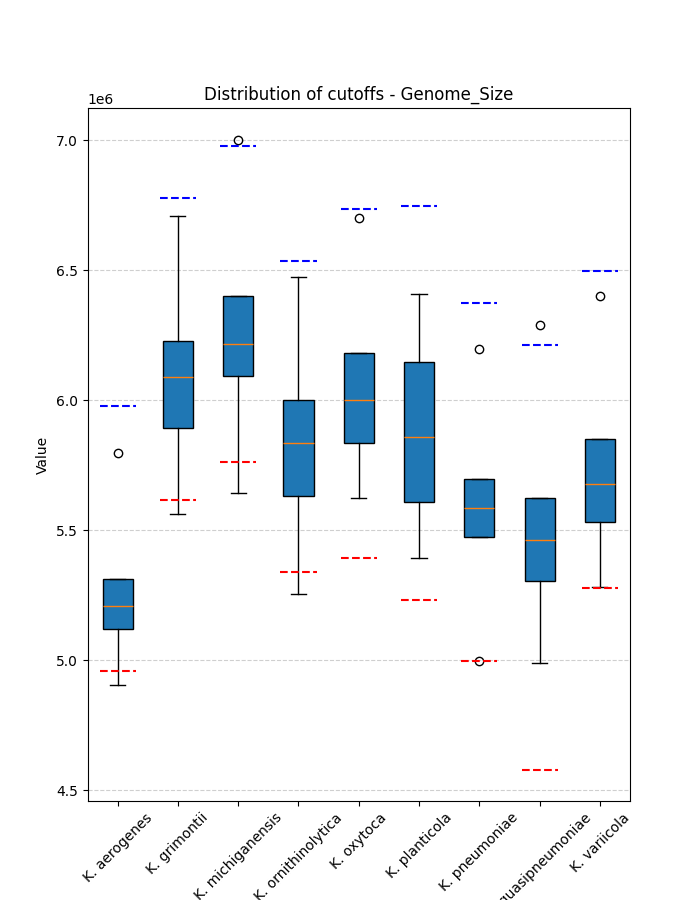 Distribution of cutoffs - Genome_Size
1e6
7.0
6.5
6.0
5.5
5.0
4.5
Value
K. aerogenes
K. grimontii
K. michiganensis
K. ornithinolytica
K. oxytoca
K. planticola
K. pneumoniae
quasipneumoniae
K. variicola